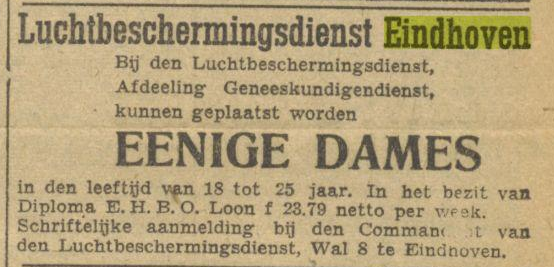 Luchtbeschermingsdienst Eindhoven
Bij den Luchtbeschermingsdienst,
Afdeeling Geneeskundigendienst,
kunnen geplaatst worden
EENIGE DAMES
in den leeftijd van 18 tot 25 jaar. In het bezit van
Diploma E. H. B. O. Loon f 23.79 netto per week.
Schriftelijke aanmelding bij den van
den Luchtbeschermingsdienst, Wal 8 te Eindhoven.